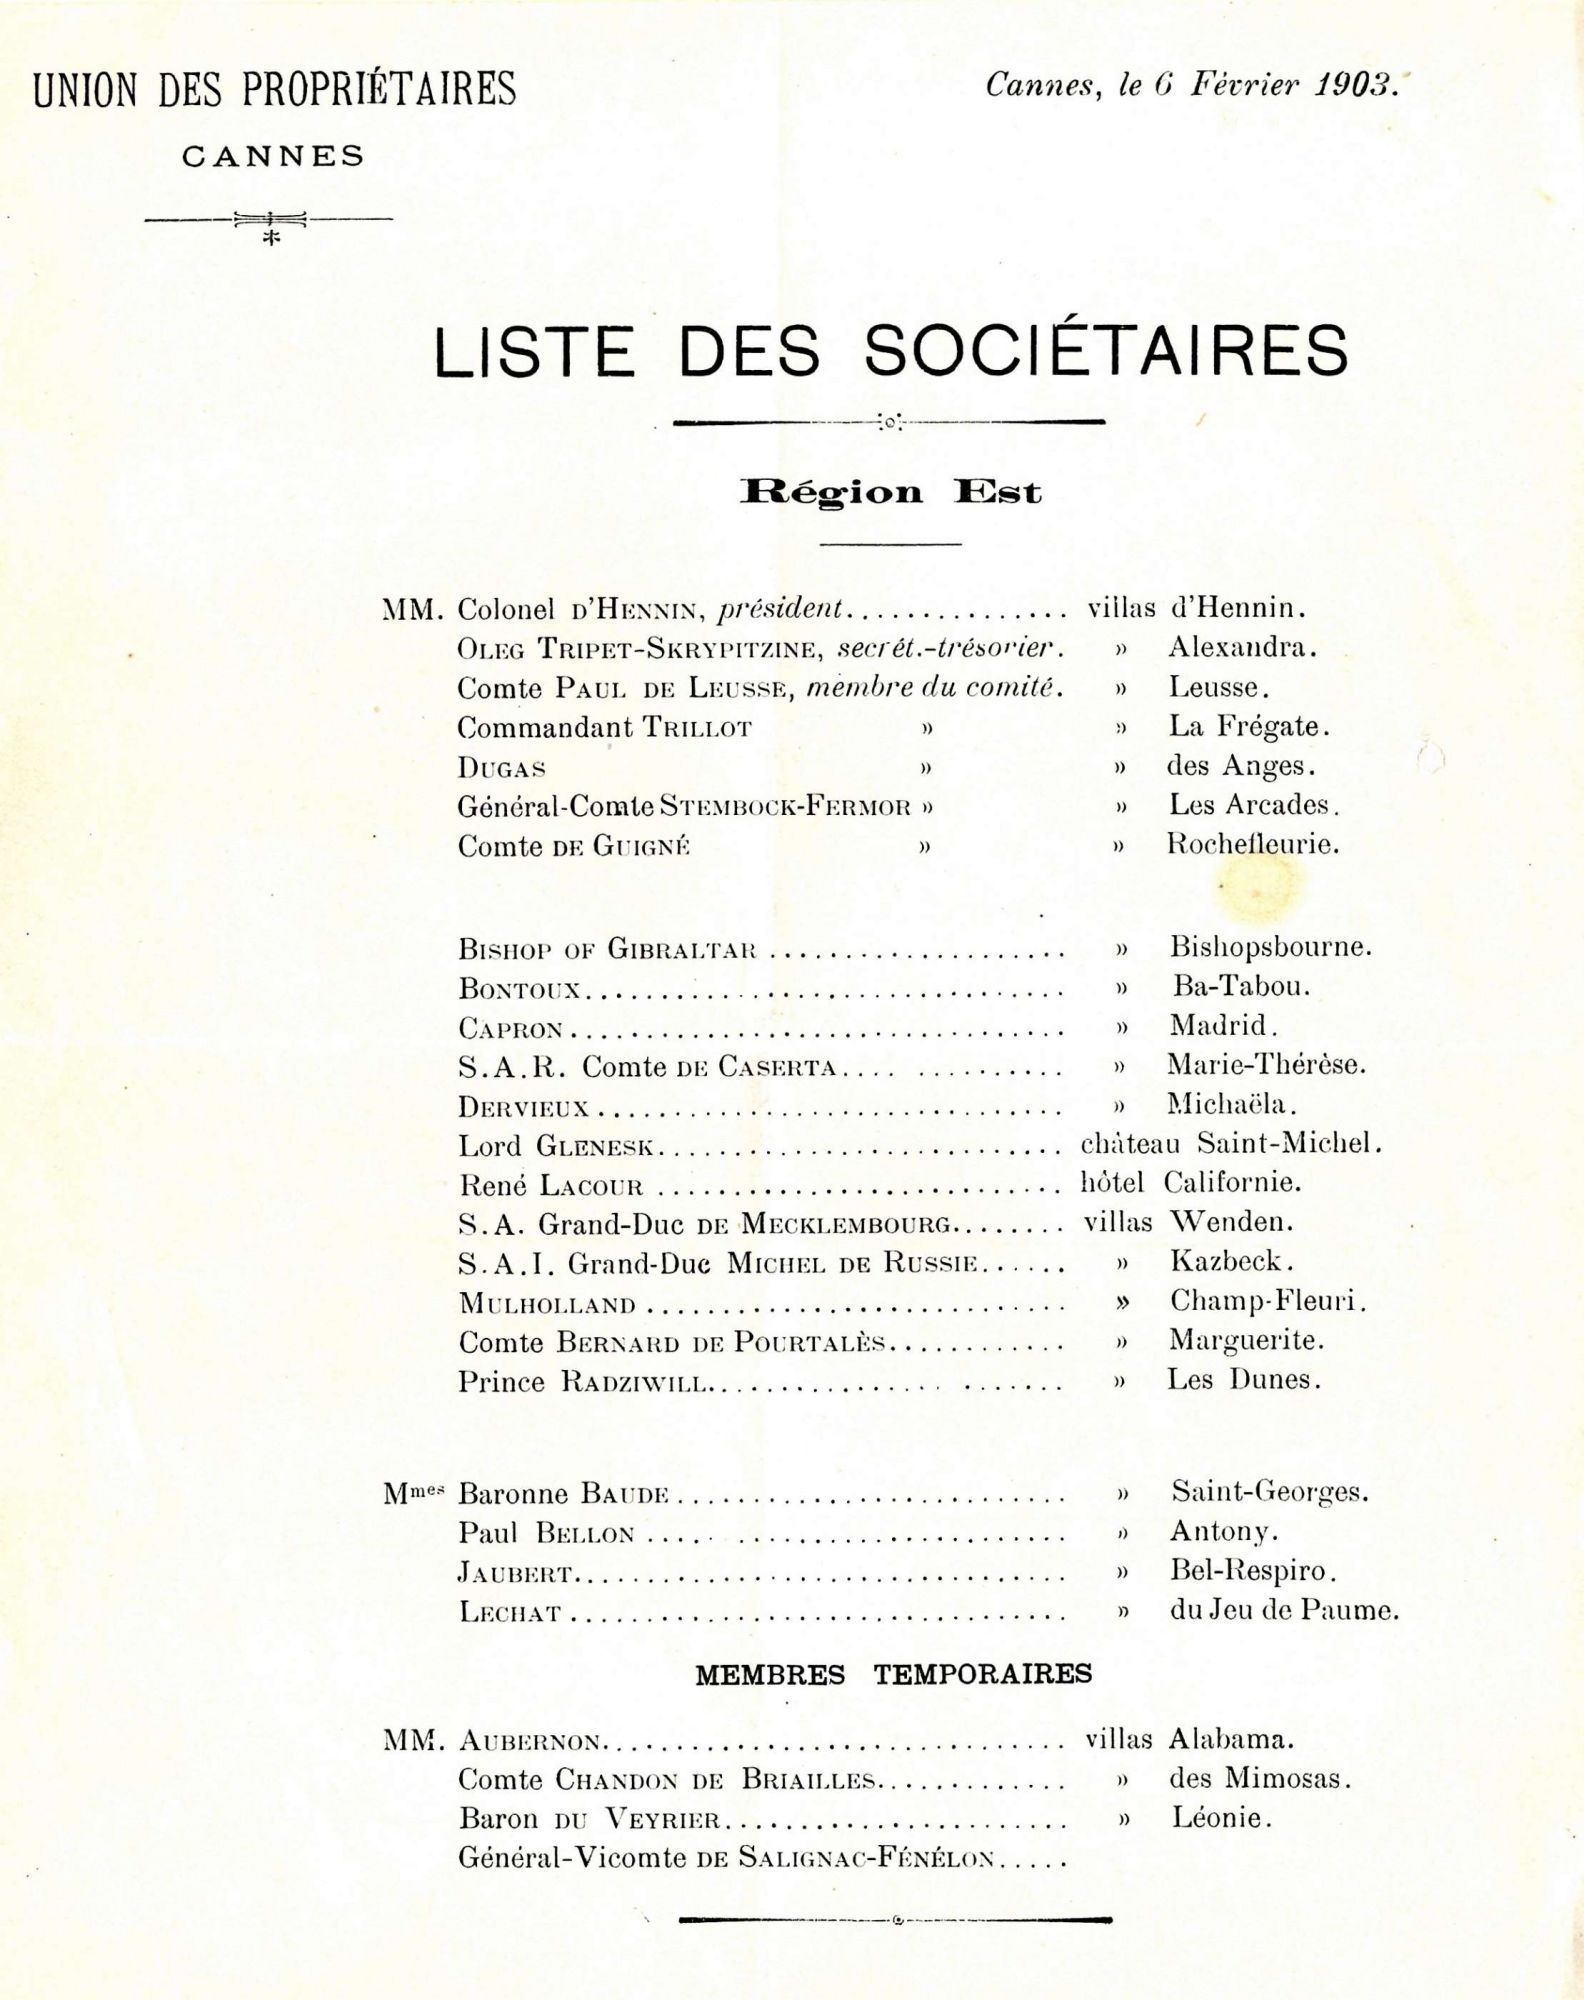 UNION DES PROPRIÉTAIRES
CANNES
Cannes, le 6 Février 1903.
LISTE DES SOCIÉTAIRES
Région Est
MM. Colonel D'HENNIN, président............... villas d'Hennin.
OLEG TRIPET-SKRYPITZINE, secrét.-trésorier. » Alexandra.
Comte PAUL DE LEUSSE, membre du comité. » Leusse.
Commandant TRILLOT » » La Frégate.
DUGAS » » des Anges.
Général-Comte STEMBOCK-FERMOR » » Les Arcades.
Comte DE GUIGNÉ » » Rochefleurie.
BISHOP OF GIBRALTAR .................... » Bishopsbourne.
BONTOUX................................ » Ba-Tabou.
CAPRON................................. » Madrid.
S.A.R. Comte DE CASERTA.... .......... » Marie-Thérèse.
DERVIEUX............................... » Michaëla.
Lord GLENESK........................... château Saint-Michel.
René LACOUR ........................... hôtel Californie.
S.A. Grand-Duc DE MECKLEMBOURG........ villas Wenden.
S.A.I. Grand-Duc MICHEL DE RUSSIE...... » Kazbeck.
MULHOLLAND ............................ » Champ-Fleuri.
Comte BERNARD DE POURTALÈS............ » Marguerite.
Prince RADZIWILL................ ....... » Les Dunes.
Mmes Baronne BAUDE.......................... » Saint-Georges.
Paul BELLON ............................ » Antony.
JAUBERT................................. » Bel-Respiro.
LECHAT ................................. » du Jeu de Paume.
MEMBRES TEMPORAIRES
MM. AUBERNON............................... villas Alabama.
Comte CHANDON DE BRIAILLES............. » des Mimosas.
Baron DU VEYRIER....................... » Léonie.
Général-Vicomte DE SALIGNAC-FÉNÉLON.....